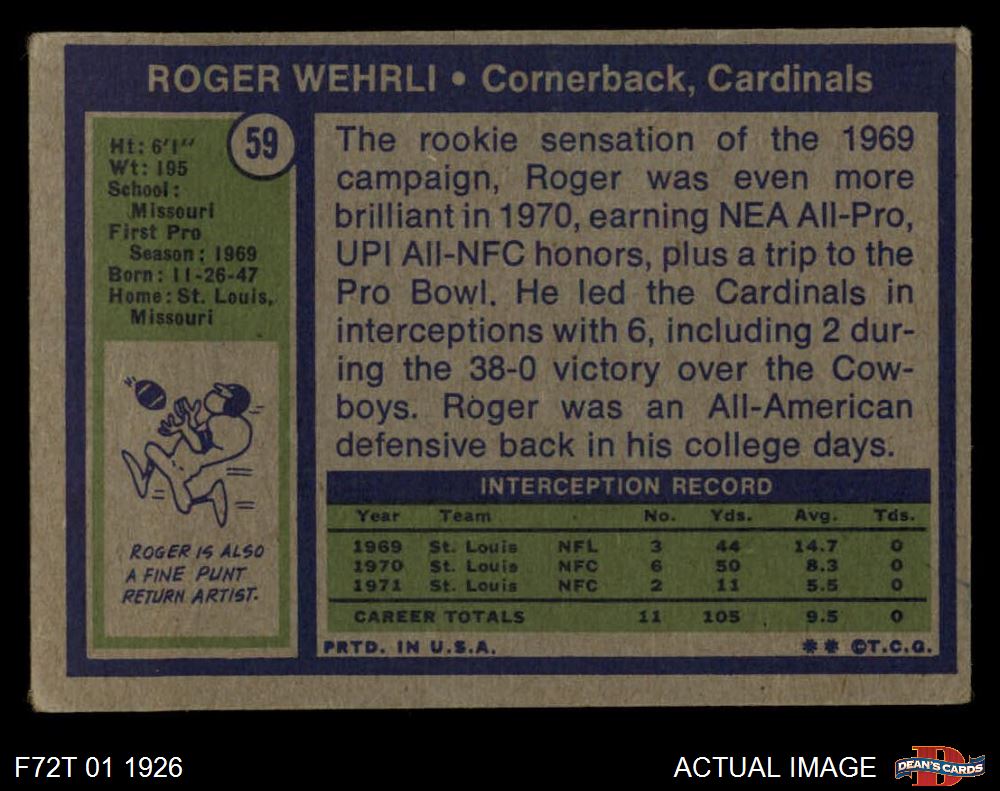 ROGER WEHRLI • Cornerback, Cardinals
59
Ht: 6'1"
Wt: 195
School:
Missouri
First Pro
Season: 1969
Born: 11-26-47
Home: St. Louis,
Missouri
ROGER IS ALSO
A FINE PUNT
RETURN ARTIST.
The rookie sensation of the 1969
campaign, Roger was even more
brilliant in 1970, earning NEA All-Pro,
UPI All-NFC honors, plus a trip to the
Pro Bowl. He led the Cardinals in
interceptions with 6, including 2 dur-
ing the 38-0 victory over the Cow-
boys. Roger was an All-American
defensive back in his college days.
INTERCEPTION RECORD
Year Team No. Yds. Avg. Tds.
1969 St. Louis NFL 3 44 14.7 0
1970 St. Louis NFC 6 50 8.3 0
1971 St. Louis NFC 2 11 5.5 0
CAREER TOTALS 11 105 9.5 0
PRTD. IN U.S.A. ** ©T.C.G.
F72T 01 1926
ACTUAL IMAGE
D
DEAN'S CARDS